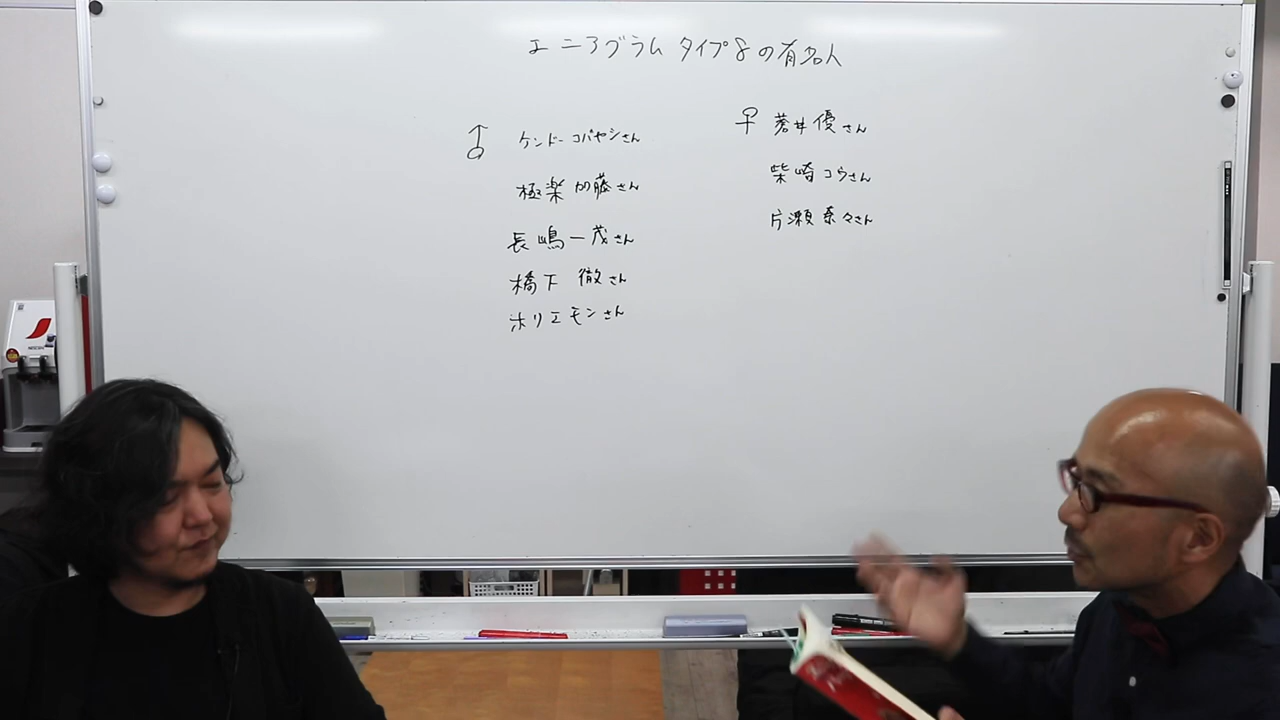 エニアグラム タイプ8の有名人
♂ ケンドーコバヤシさん
極楽 加藤さん
長嶋一茂さん
橋下 徹さん
ホリエモンさん
♀ 蒼井優さん
柴崎コウさん
片瀬奈々さん